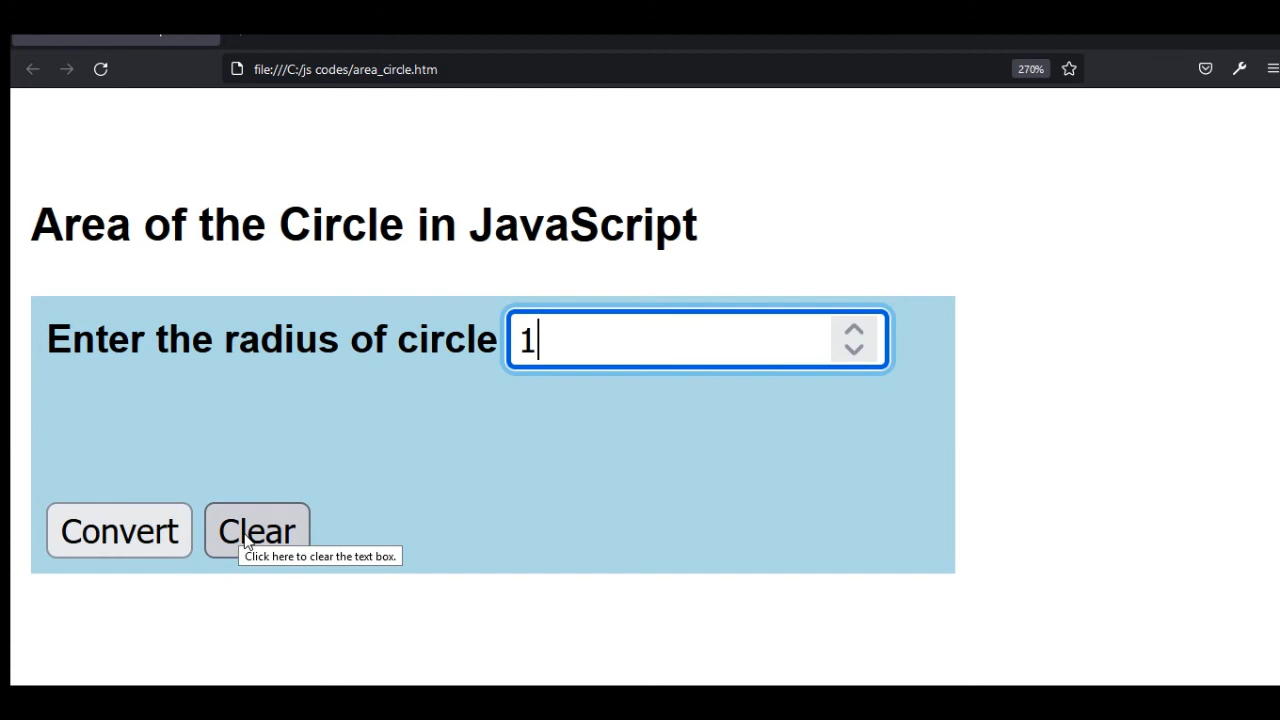 file:///C:/js codes/area_circle.htm
270%
Area of the Circle in JavaScript
Enter the radius of circle 1
Convert Clear
Click here to clear the text box.